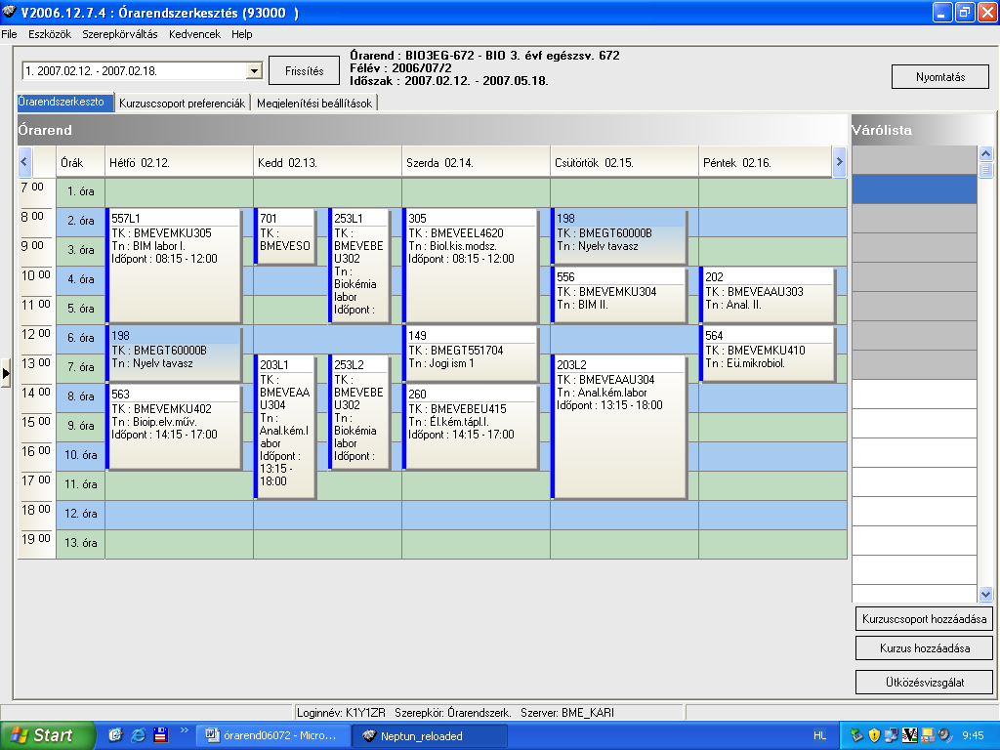 V2006.12.7.4 : Órarendszerkesztés (93000 )
File Eszközök Szerepkörváltás Kedvencek Help
1. 2007.02.12. - 2007.02.18.
Frissítés
Órarend : BIO3EG-672 - BIO 3. évf egészsv. 672
Félév : 2006/07/2
Időszak : 2007.02.12. - 2007.05.18.
Nyomtatás
Órarendszerkeszto Kurzuscsoport preferenciák Megjelenítési beállítások
Órarend
Várólista
Órák Hétfö 02.12. Kedd 02.13. Szerda 02.14. Csütörtök 02.15. Péntek 02.16.
7 00 1. óra
8 00 2. óra
9 00 3. óra
10 00 4. óra
11 00 5. óra
12 00 6. óra
13 00 7. óra
14 00 8. óra
15 00 9. óra
16 00 10. óra
17 00 11. óra
18 00 12. óra
19 00 13. óra
557L1
TK : BMEVEMKU305
Tn : BIM labor I.
Időpont : 08:15 - 12:00
198
TK : BMEGT60000B
Tn : Nyelv tavasz
563
TK : BMEVEMKU402
Tn : Bioip.elv.műv.
Időpont : 14:15 - 17:00
701
TK :
BMEVESO
253L1
TK :
BMEVEBE
U302
Tn :
Biokémia
labor
Időpont :
203L1
TK :
BMEVEAA
U304
Tn :
Anal.kém.l
abor
Időpont :
13:15 -
18:00
253L2
TK :
BMEVEBE
U302
Tn :
Biokémia
labor
Időpont :
305
TK : BMEVEEL4620
Tn : Biol.kis.modsz.
Időpont : 08:15 - 12:00
149
TK : BMEGT551704
Tn : Jogi ism 1
260
TK : BMEVEBEU415
Tn : Él.kém.tápl.I.
Időpont : 14:15 - 17:00
198
TK : BMEGT60000B
Tn : Nyelv tavasz
556
TK : BMEVEMKU304
Tn : BIM II.
203L2
TK : BMEVEAAU304
Tn : Anal.kém.labor
Időpont : 13:15 - 18:00
202
TK : BMEVEAAU303
Tn : Anal. II.
564
TK : BMEVEMKU410
Tn : Eü.mikrobiol.
Kurzuscsoport hozzáadása
Kurzus hozzáadása
Ütközésvizsgálat
Loginnév: K1Y1ZR Szerepkör: Órarendszerk. Szerver: BME_KARI
Start
órarend06072 - Micro...
Neptun_reloaded
HL
9:45